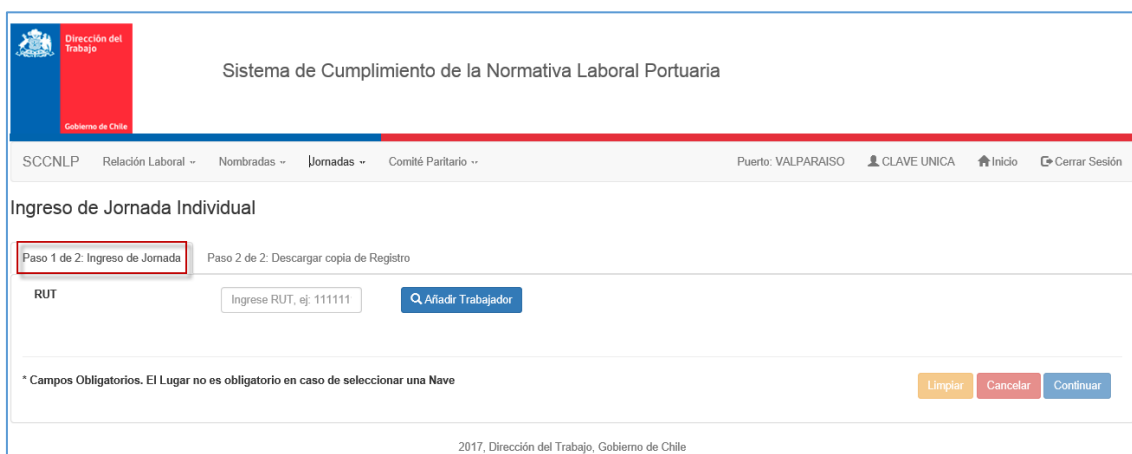 Dirección del
Trabajo
Gobierno de Chile
Sistema de Cumplimiento de la Normativa Laboral Portuaria
SCCNLP Relación Laboral Nombradas Jornadas Comité Paritario Puerto: VALPARAISO CLAVE UNICA Inicio Cerrar Sesión
Ingreso de Jornada Individual
Paso 1 de 2: Ingreso de Jornada Paso 2 de 2: Descargar copia de Registro
RUT Ingrese RUT, ej: 111111 Añadir Trabajador
* Campos Obligatorios. El Lugar no es obligatorio en caso de seleccionar una Nave Limpiar Cancelar Continuar
2017, Dirección del Trabajo, Gobierno de Chile